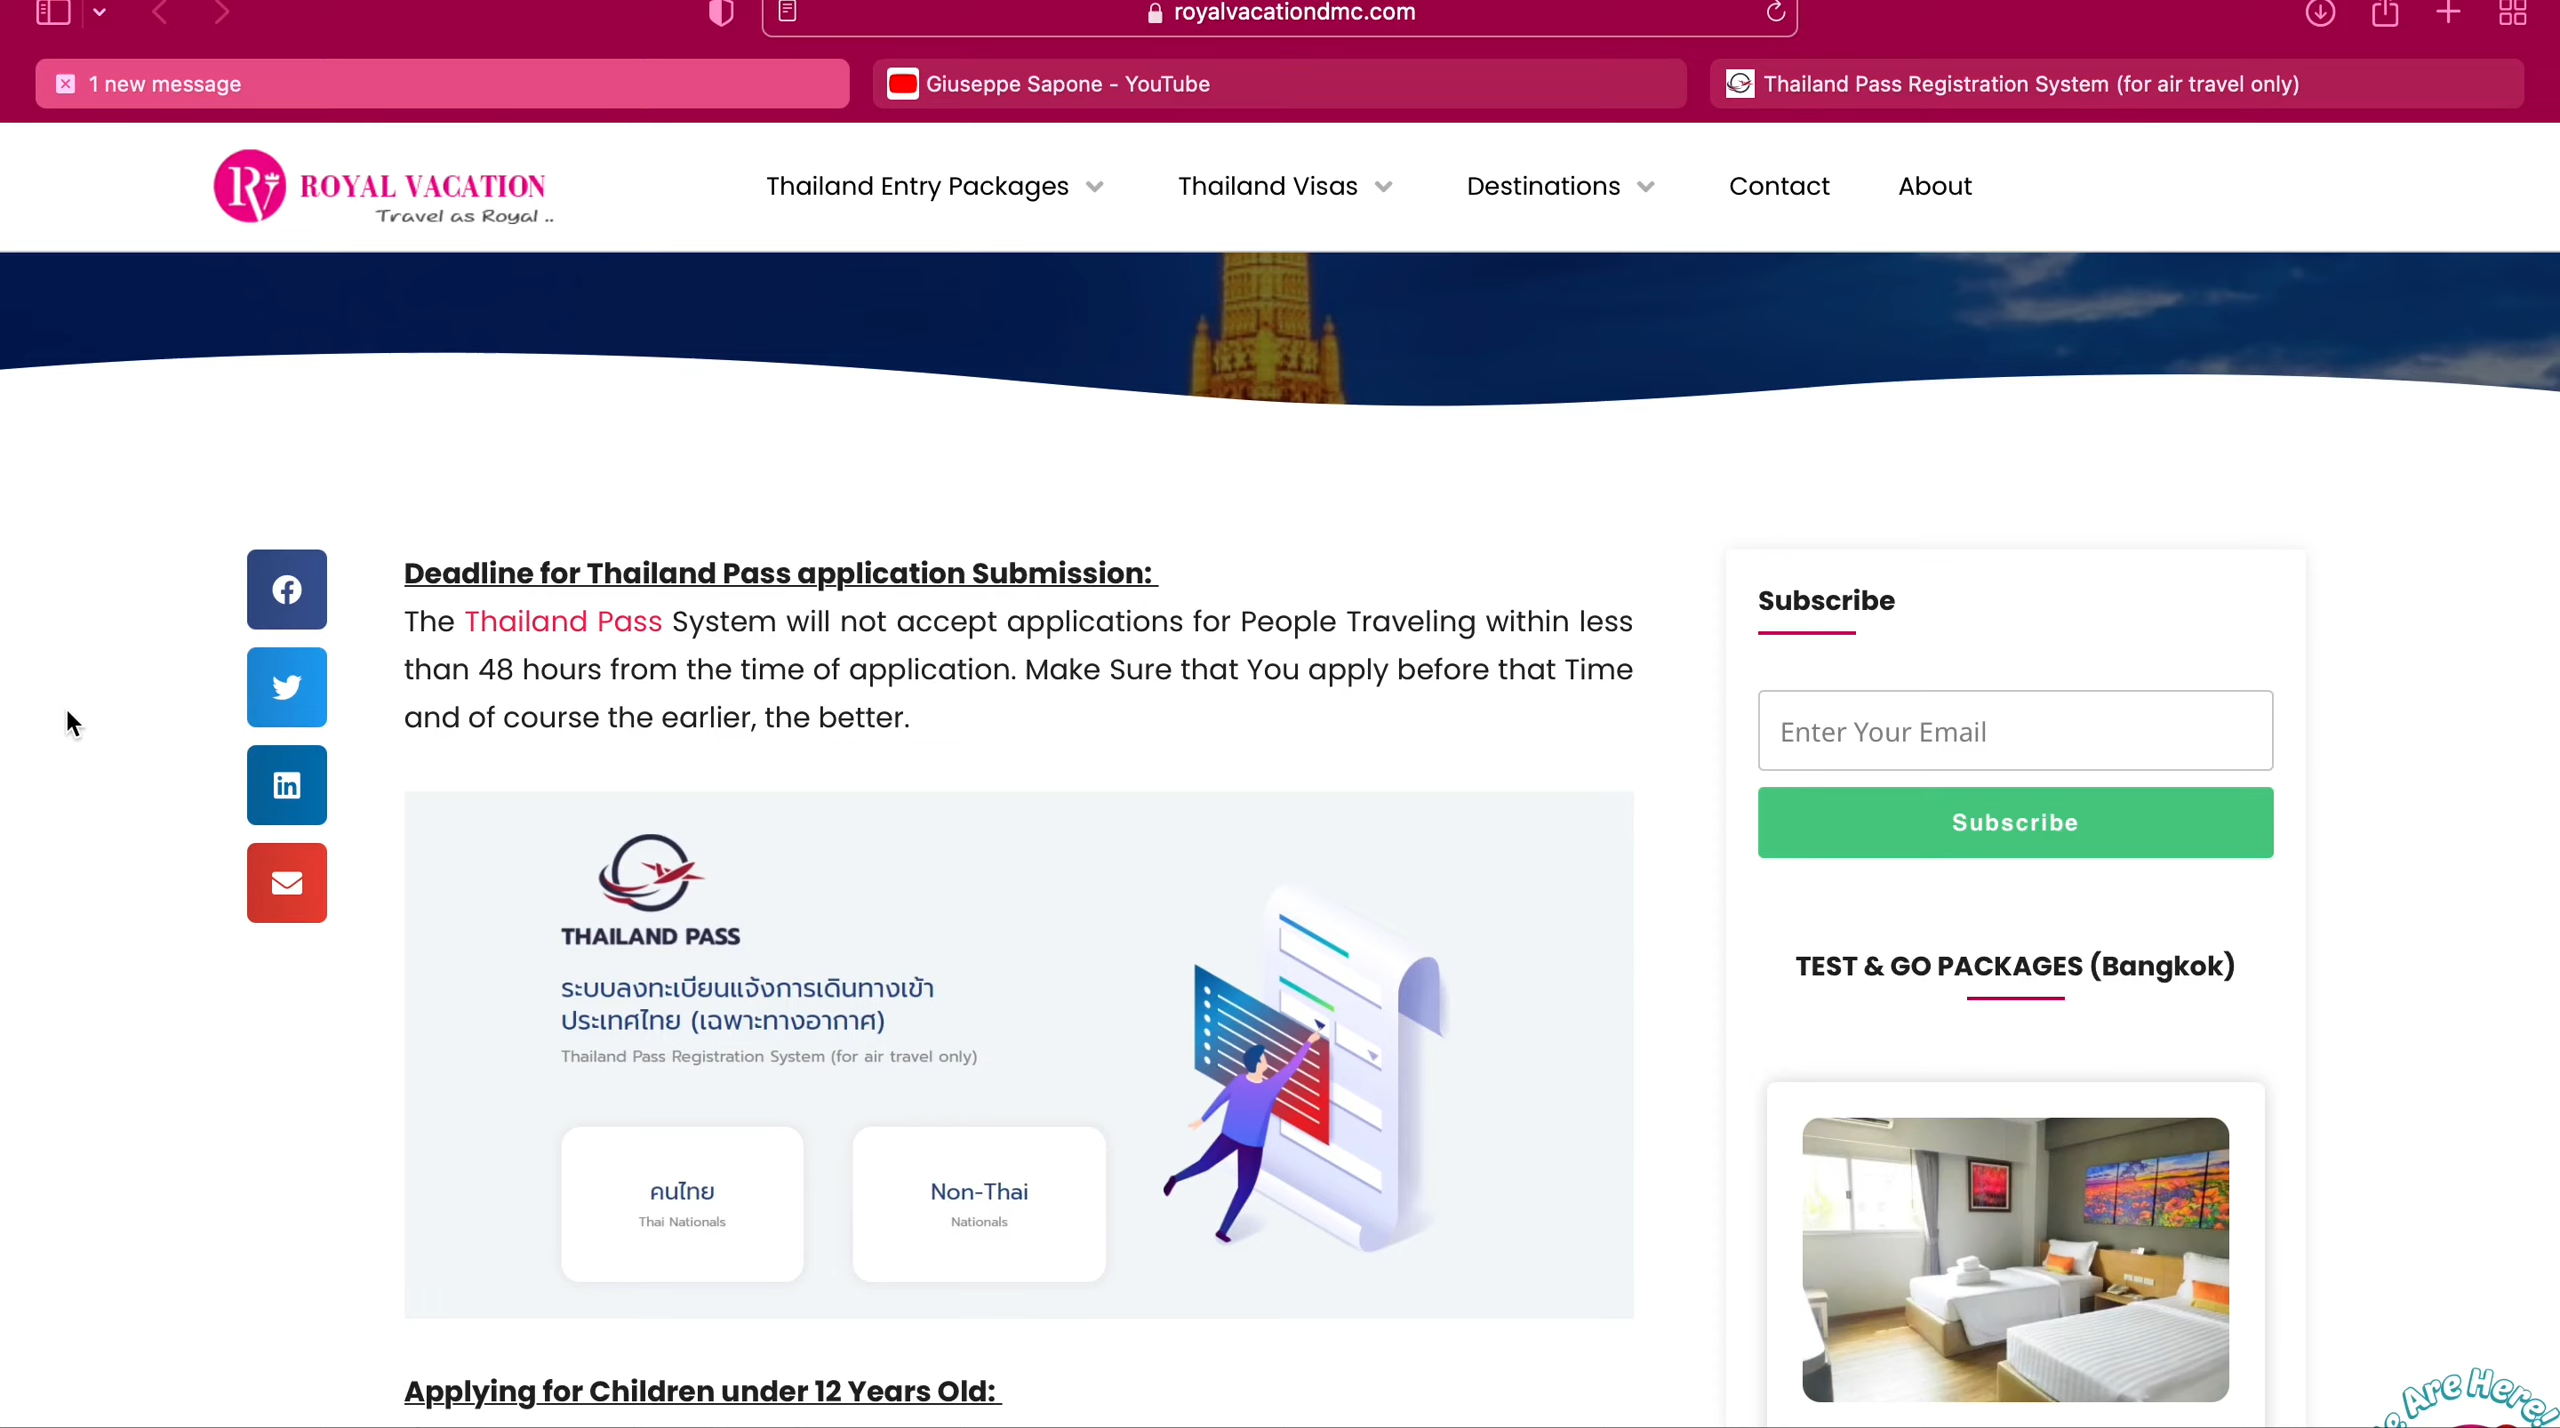 royalvacationdmc.com
1 new message
Giuseppe Sapone - YouTube
Thailand Pass Registration System (for air travel only)
ROYAL VACATION
Travel as Royal ..
Thailand Entry Packages
Thailand Visas
Destinations
Contact
About
Deadline for Thailand Pass application Submission:
The Thailand Pass System will not accept applications for People Traveling within less
than 48 hours from the time of application. Make Sure that You apply before that Time
and of course the earlier, the better.
THAILAND PASS
ระบบลงทะเบียนแจ้งการเดินทางเข้า
ประเทศไทย (เฉพาะทางอากาศ)
Thailand Pass Registration System (for air travel only)
คนไทย
Thai Nationals
Non-Thai
Nationals
Applying for Children under 12 Years Old:
Subscribe
Enter Your Email
Subscribe
TEST & GO PACKAGES (Bangkok)
Are Here!